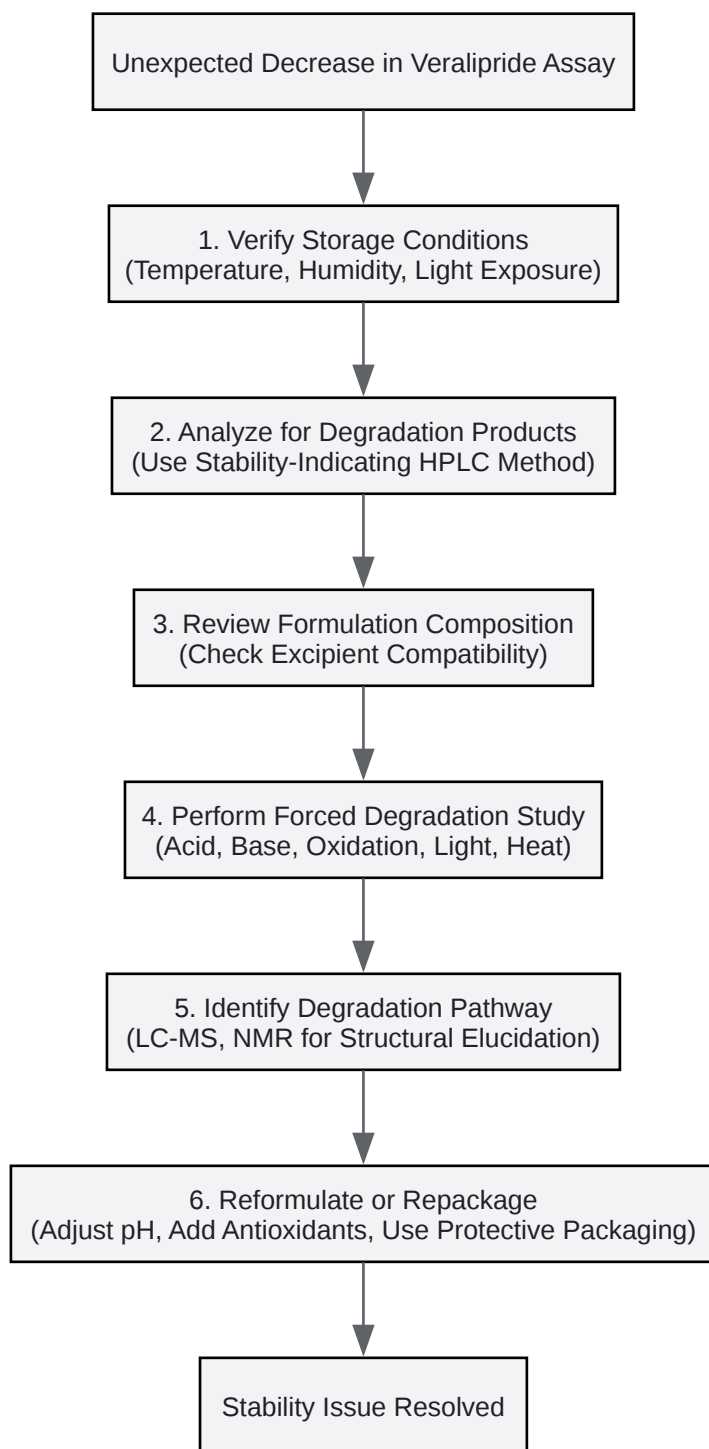 Unexpected Decrease in Veralipride Assay
1. Verify Storage Conditions
(Temperature, Humidity, Light Exposure)
2. Analyze for Degradation Products
(Use Stability-Indicating HPLC Method)
3. Review Formulation Composition
(Check Excipient Compatibility)
4. Perform Forced Degradation Study
(Acid, Base, Oxidation, Light, Heat)
5. Identify Degradation Pathway
(LC-MS, NMR for Structural Elucidation)
6. Reformulate or Repackage
(Adjust pH, Add Antioxidants, Use Protective Packaging)
Stability Issue Resolved